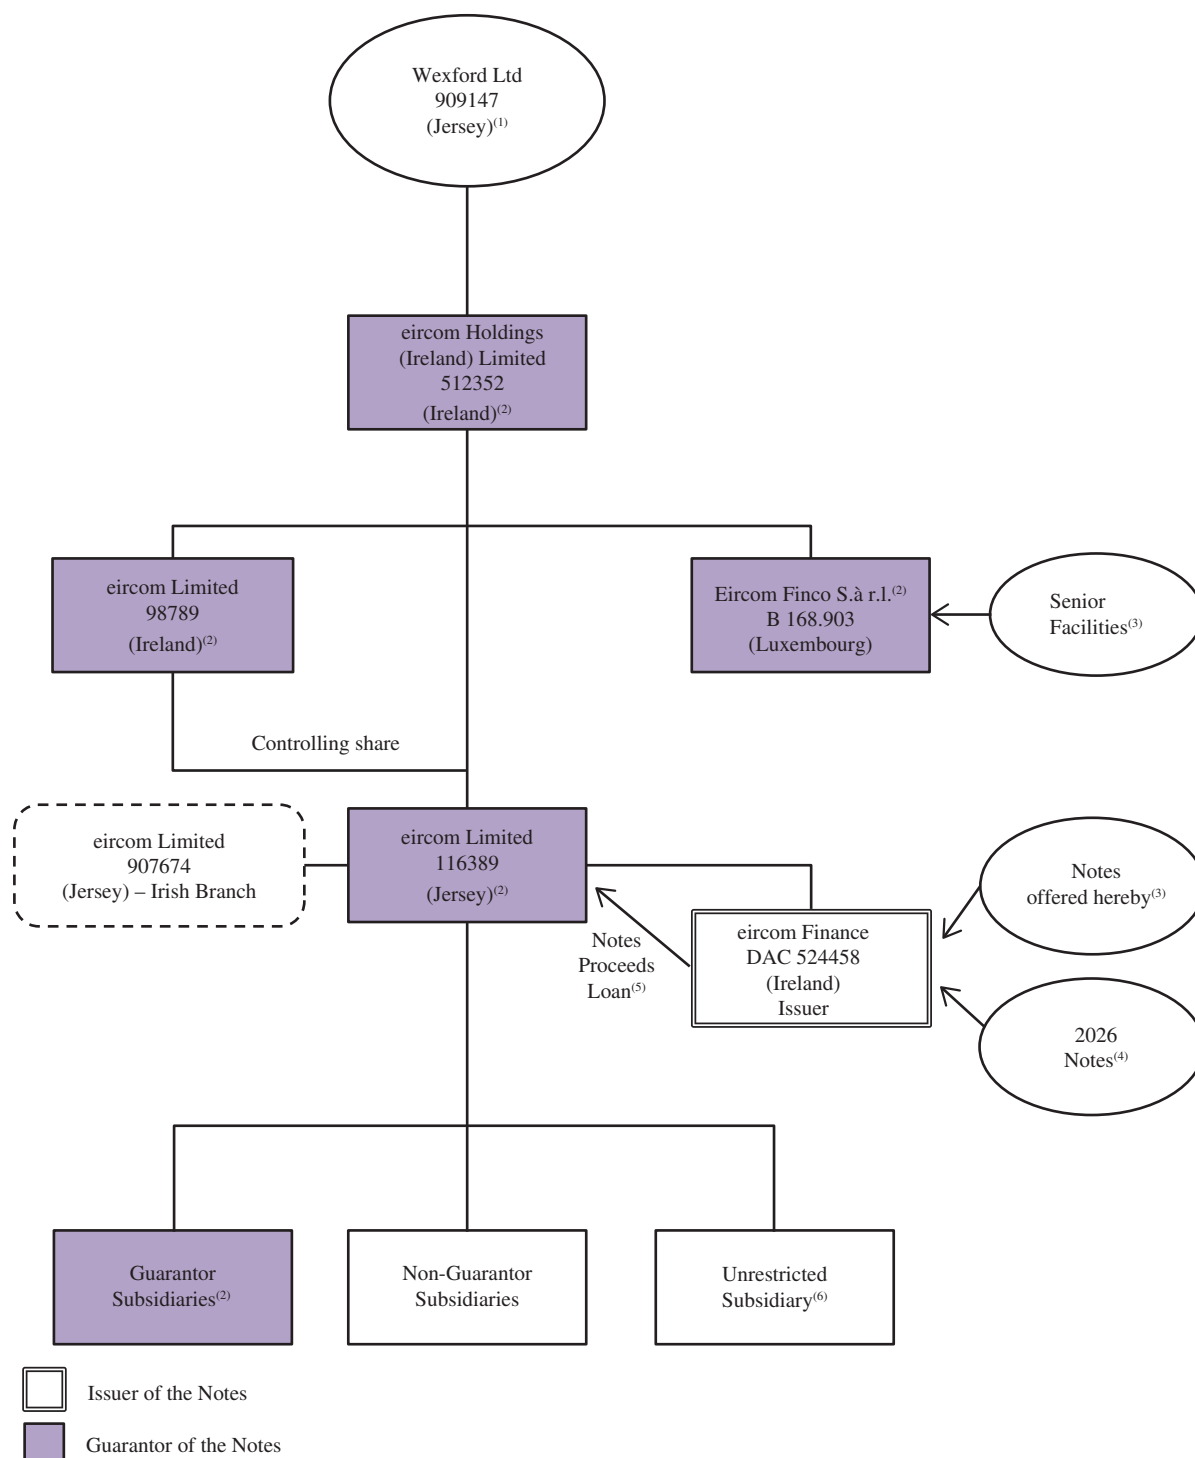 Wexford Ltd
909147
(Jersey)(1)
eircom Holdings
(Ireland) Limited
512352
(Ireland)(2)
eircom Limited
98789
(Ireland)(2)
Eircom Finco S.à r.l.(2)
B 168.903
(Luxembourg)
Senior
Facilities(3)
Controlling share
eircom Limited
907674
(Jersey) – Irish Branch
eircom Limited
116389
(Jersey)(2)
Notes
Proceeds
Loan(5)
eircom Finance
DAC 524458
(Ireland)
Issuer
Notes
offered hereby(3)
2026
Notes(4)
Guarantor
Subsidiaries(2)
Non-Guarantor
Subsidiaries
Unrestricted
Subsidiary(6)
Issuer of the Notes
Guarantor of the Notes